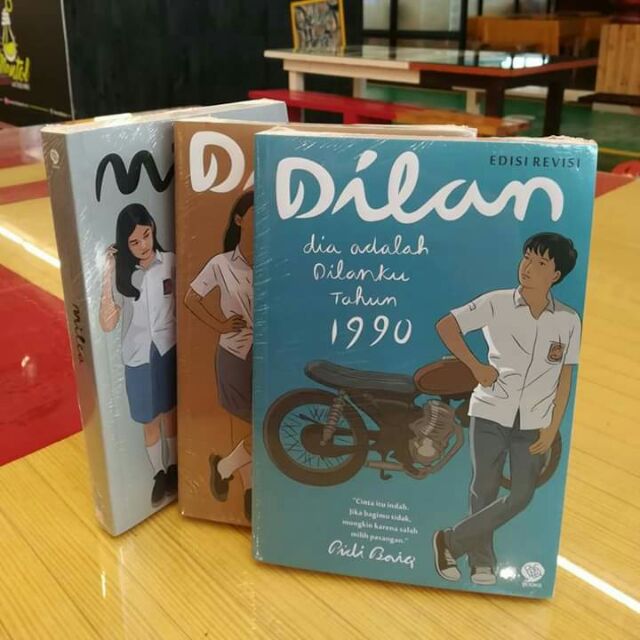 EDISI REVISI
Dilan
dia adalah
Dilanku
Tahun
1990
"Cinta itu indah.
Jika bagimu tidak,
mungkin karena salah
milih pasangan."
Pidi Baiq
D
M
Milea